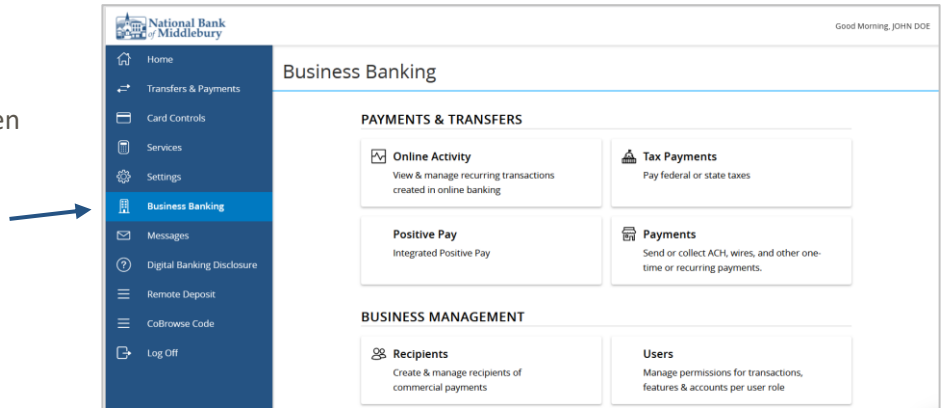 National Bank
of Middlebury
Good Morning, JOHN DOE
Home
Transfers & Payments
Card Controls
Services
Settings
Business Banking
Messages
Digital Banking Disclosure
Remote Deposit
CoBrowse Code
Log Off
en
Business Banking
PAYMENTS & TRANSFERS
Online Activity
View & manage recurring transactions
created in online banking
Tax Payments
Pay federal or state taxes
Positive Pay
Integrated Positive Pay
Payments
Send or collect ACH, wires, and other one-
time or recurring payments.
BUSINESS MANAGEMENT
Recipients
Create & manage recipients of
commercial payments
Users
Manage permissions for transactions,
features & accounts per user role